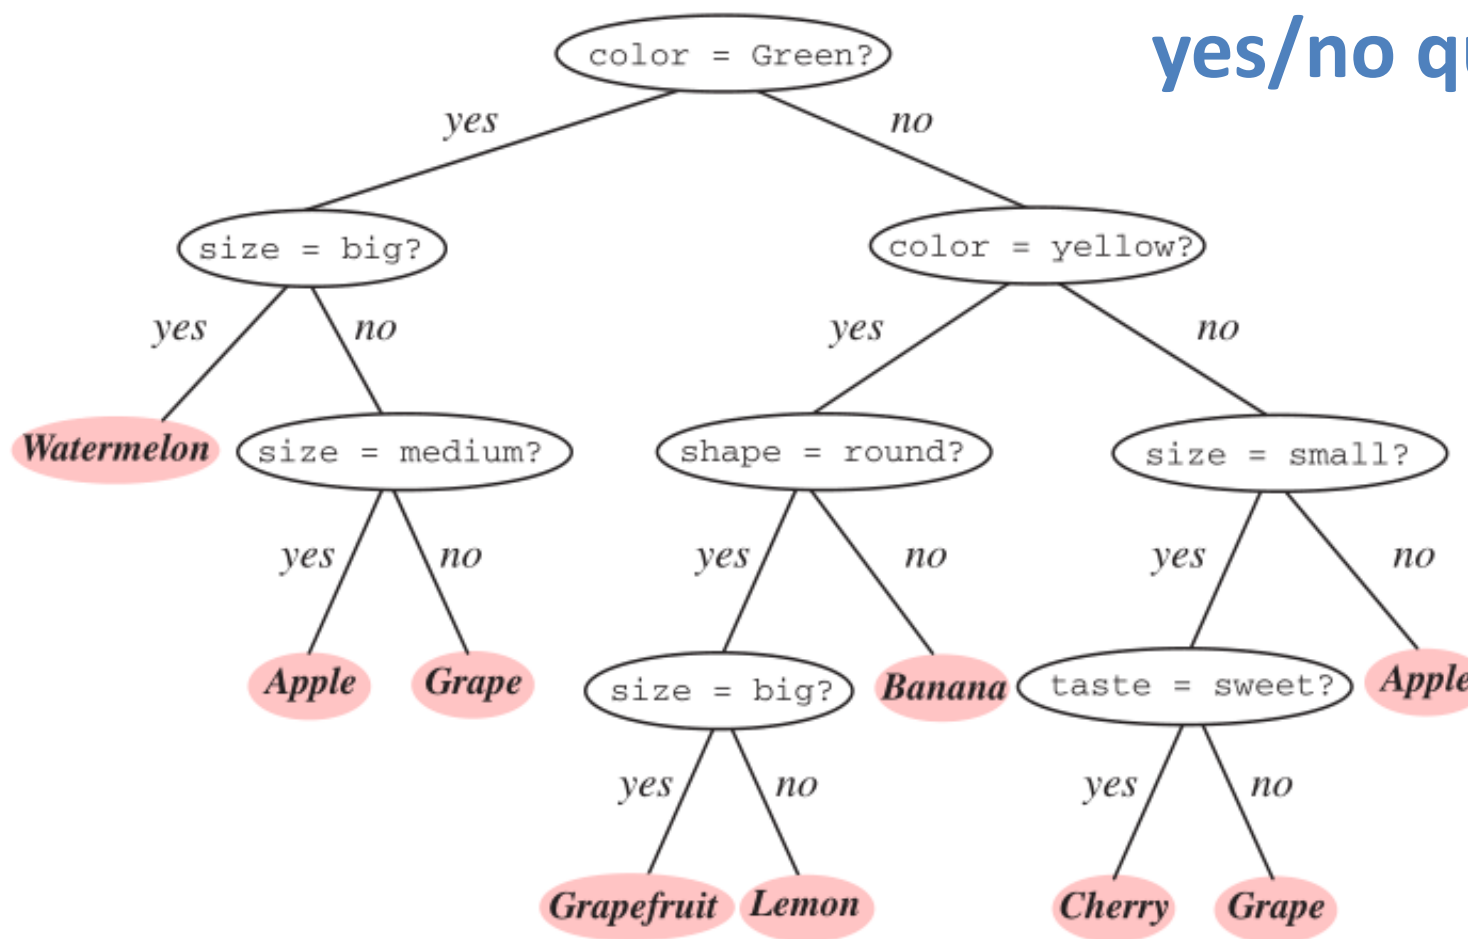 yes/no qu
color = Green?
yes
no
size = big?
color = yellow?
yes
no
yes
no
Watermelon
size = medium?
shape = round?
size = small?
yes
no
yes
no
yes
no
Apple
Grape
size = big?
Banana
taste = sweet?
Apple
yes
no
yes
no
Grapefruit
Lemon
Cherry
Grape